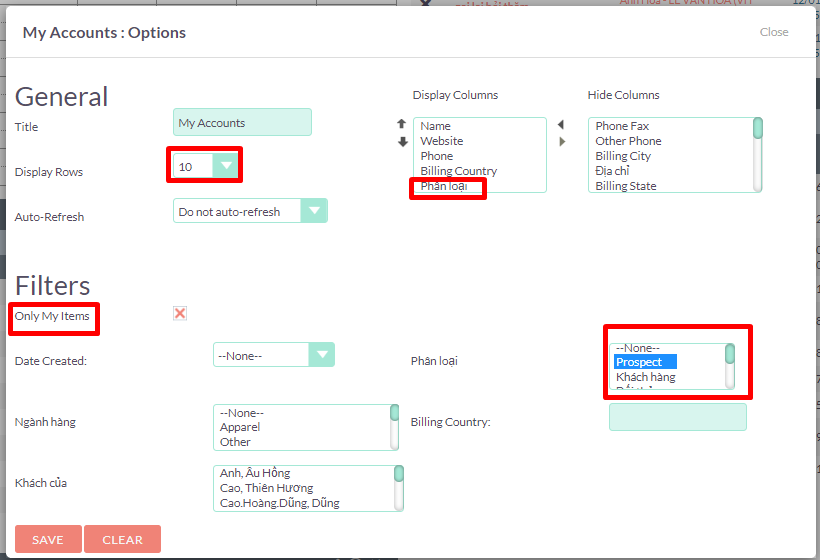 My Accounts : Options
Close
General
Title
My Accounts
Display Rows
10
Auto-Refresh
Do not auto-refresh
Display Columns
Name
Website
Phone
Billing Country
Phân loại
Hide Columns
Phone Fax
Other Phone
Billing City
Địa chỉ
Billing State
Filters
Only My Items
Date Created:
--None--
Phân loại
--None--
Prospect
Khách hàng
Ngành hàng
--None--
Apparel
Other
Billing Country:
Khách của
Anh, Âu Hồng
Cao, Thiên Hương
Cao.Hoàng.Dũng, Dũng
SAVE
CLEAR